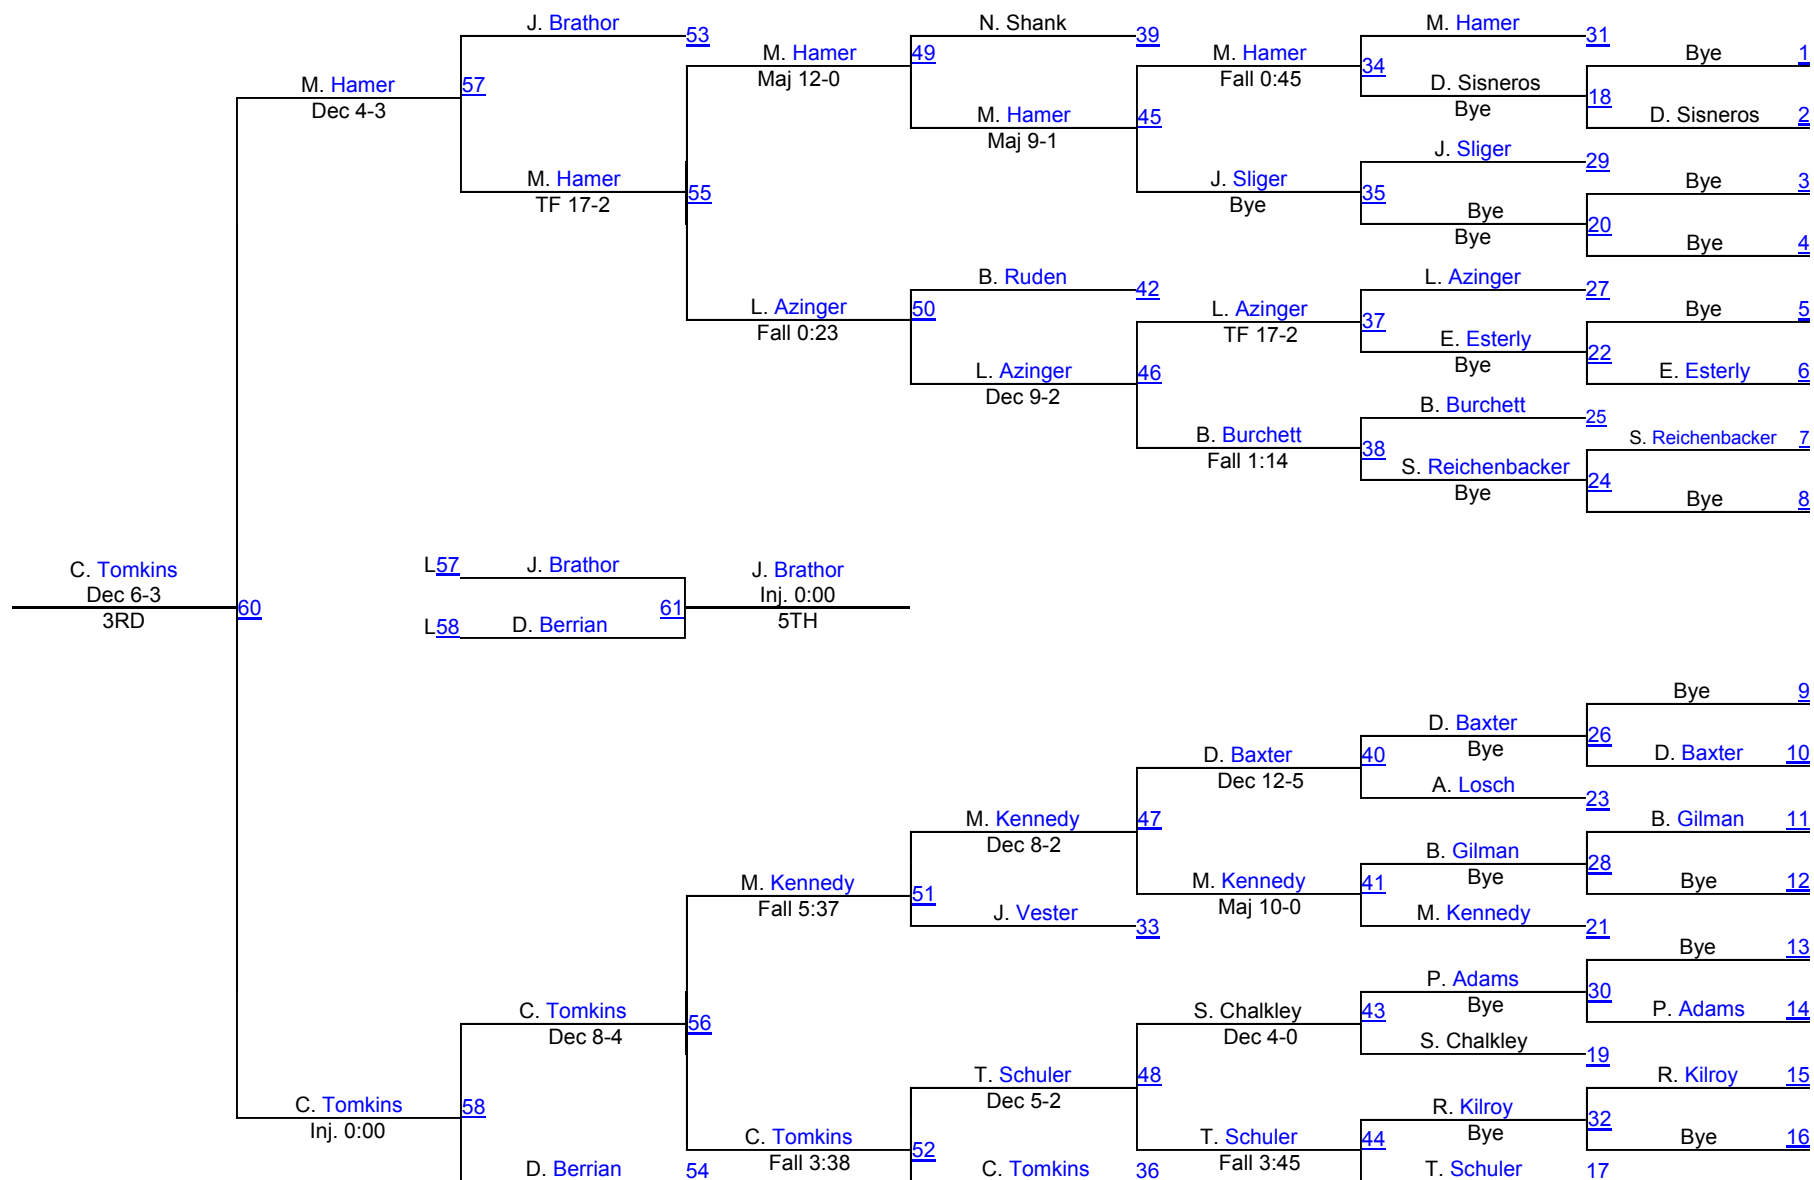 J. Brathor 53 N. Shank 39 M. Hamer 31
M. Hamer 49 M. Hamer 34 Bye 1
Maj 12-0 Fall 0:45
M. Hamer 57 D. Sisneros 18
Dec 4-3 Bye
M. Hamer 45 D. Sisneros 2
Maj 9-1
J. Sliger 29
M. Hamer 55 J. Sliger 35 Bye 3
TF 17-2 Bye
Bye 20
Bye
Bye 4
B. Ruden 42 L. Azinger 27
L. Azinger 50 L. Azinger 37 Bye 5
Fall 0:23 TF 17-2
E. Esterly 22
Bye
L. Azinger 46 E. Esterly 6
Dec 9-2
B. Burchett 25
B. Burchett 38 S. Reichenbacker 7
Fall 1:14
S. Reichenbacker 24
Bye
Bye 8
C. Tomkins L57 J. Brathor J. Brathor
Dec 6-3 60 61 Inj. 0:00
3RD L58 D. Berrian 5TH
Bye 9
D. Baxter 26
Bye
D. Baxter 40 D. Baxter 10
Dec 12-5
A. Losch 23
M. Kennedy 47 B. Gilman 11
Dec 8-2
B. Gilman 28
Bye
M. Kennedy 51 M. Kennedy 41 Bye 12
Fall 5:37 Maj 10-0
J. Vester 33 M. Kennedy 21
Bye 13
P. Adams 30
Bye
C. Tomkins 56 S. Chalkley 43 P. Adams 14
Dec 8-4 Dec 4-0
S. Chalkley 19
T. Schuler 48 R. Kilroy 15
Dec 5-2
C. Tomkins 58 R. Kilroy 32
Inj. 0:00 Bye
C. Tomkins 52 T. Schuler 44 Bye 16
Fall 3:38 Fall 3:45
D. Berrian 54 C. Tomkins 36 T. Schuler 17